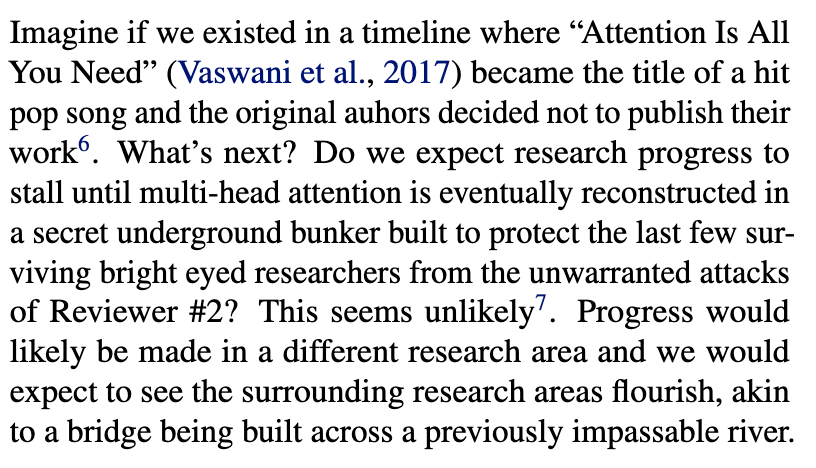 Imagine if we existed in a timeline where “Attention Is All
You Need” (Vaswani et al., 2017) became the title of a hit
pop song and the original auhors decided not to publish their
work6. What’s next? Do we expect research progress to
stall until multi-head attention is eventually reconstructed in
a secret underground bunker built to protect the last few sur-
viving bright eyed researchers from the unwarranted attacks
of Reviewer #2? This seems unlikely7. Progress would
likely be made in a different research area and we would
expect to see the surrounding research areas flourish, akin
to a bridge being built across a previously impassable river.